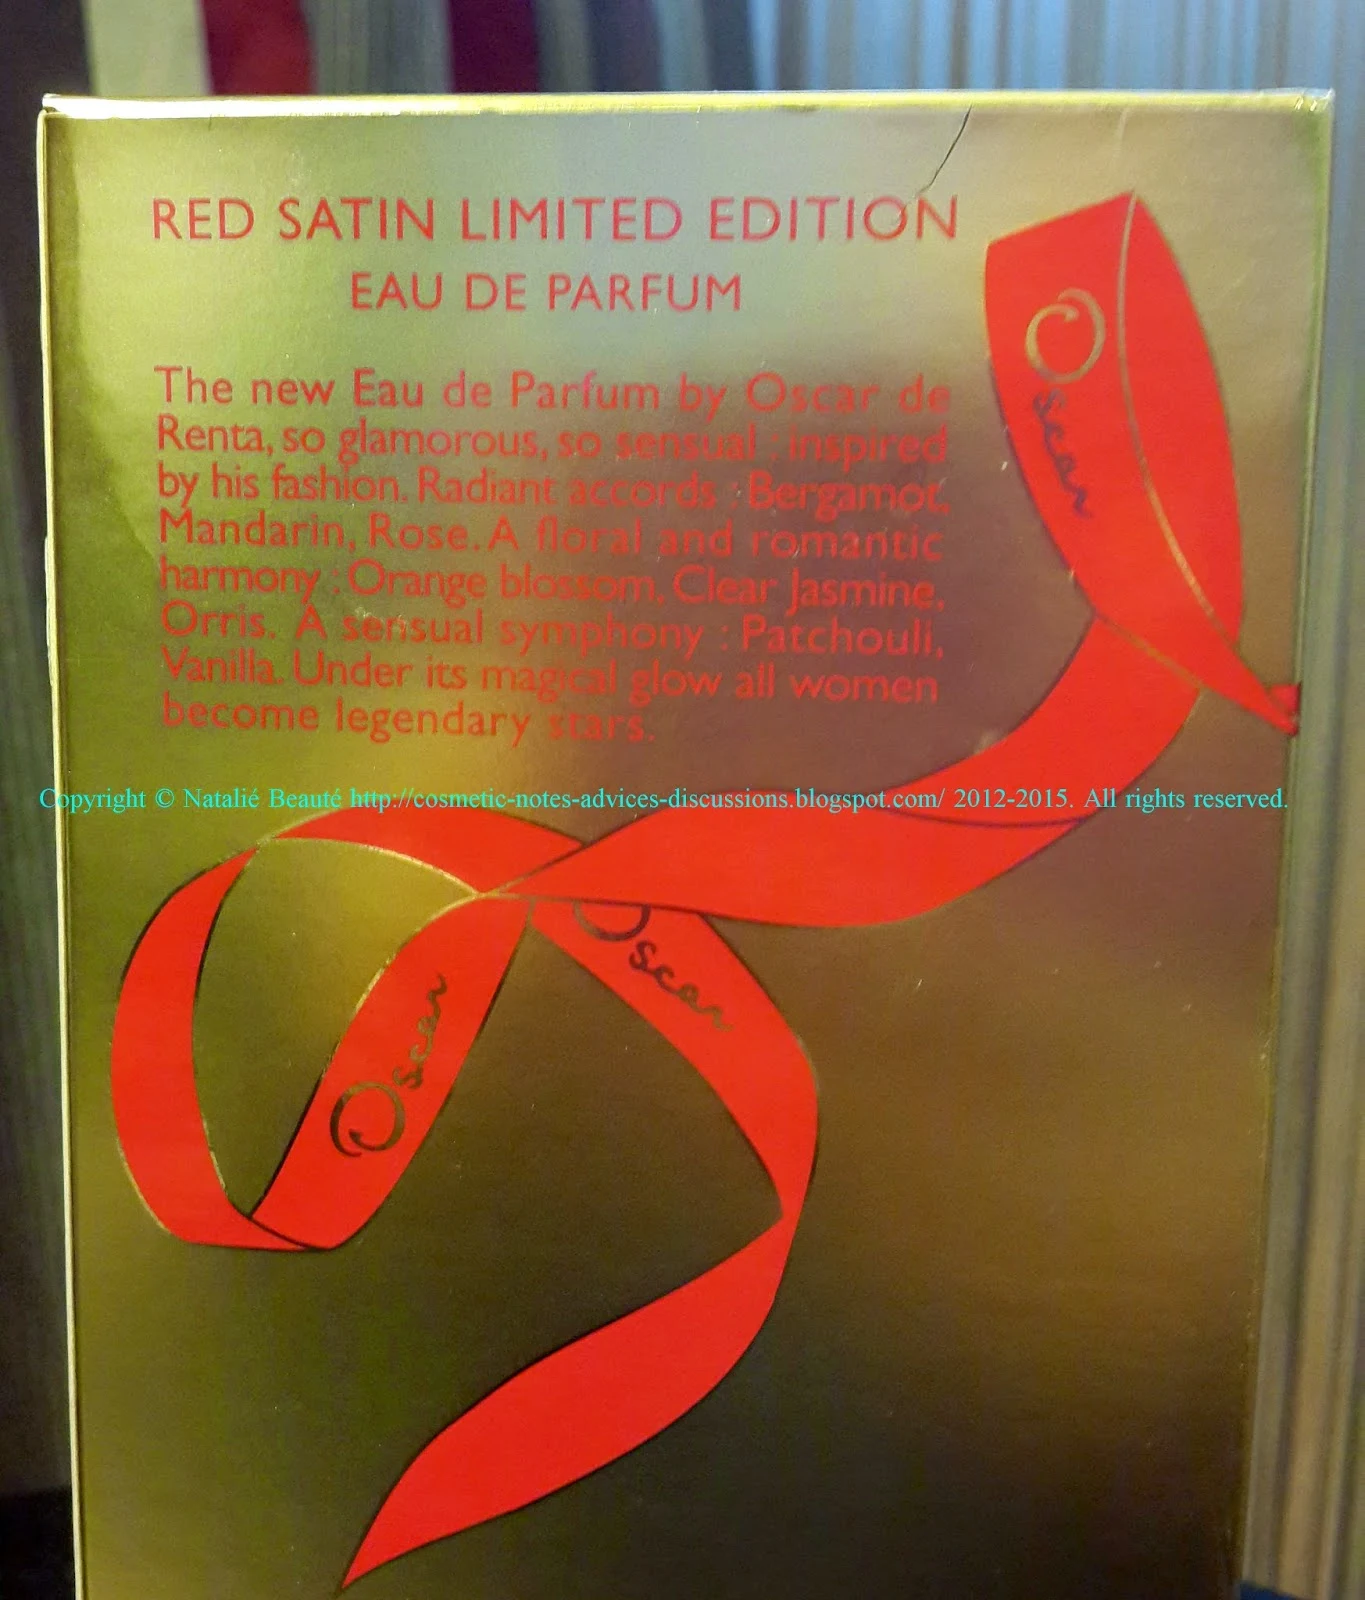 RED SATIN LIMITED EDITION
EAU DE PARFUM
The new Eau de Parfum by Oscar de
Renta, so glamorous, so sensual : inspired
by his fashion. Radiant accords : Bergamot,
Mandarin, Rose. A floral and romantic
harmony : Orange blossom, Clear Jasmine,
Orris. A sensual symphony : Patchouli,
Vanilla. Under its magical glow all women
become legendary stars.
Oscar
Copyright © Natalié Beauté http://cosmetic-notes-advices-discussions.blogspot.com/ 2012-2015. All rights reserved.
Oscar
Oscar